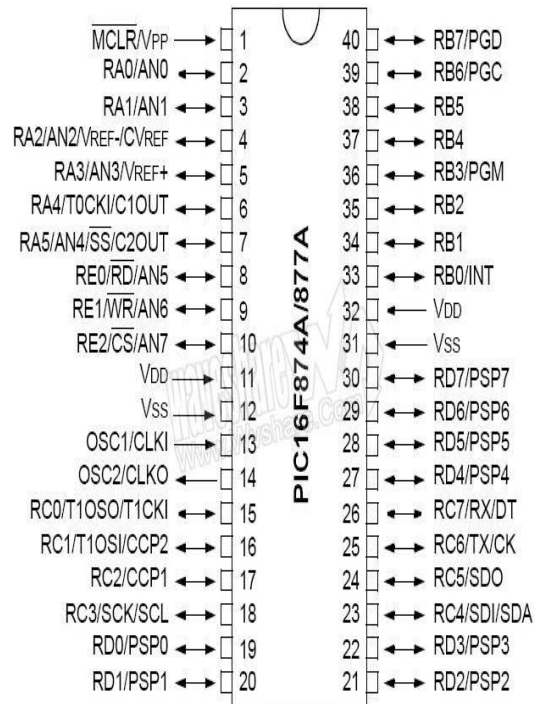 MCLR/VPP 1 40 RB7/PGD
RA0/AN0 2 39 RB6/PGC
RA1/AN1 3 38 RB5
RA2/AN2/VREF-/CVREF 4 37 RB4
RA3/AN3/VREF+ 5 36 RB3/PGM
RA4/T0CKI/C1OUT 6 35 RB2
RA5/AN4/SS/C2OUT 7 34 RB1
RE0/RD/AN5 8 33 RB0/INT
RE1/WR/AN6 9 32 VDD
RE2/CS/AN7 10 31 VSS
VDD 11 30 RD7/PSP7
VSS 12 29 RD6/PSP6
OSC1/CLKI 13 28 RD5/PSP5
OSC2/CLKO 14 27 RD4/PSP4
RC0/T1OSO/T1CKI 15 26 RC7/RX/DT
RC1/T1OSI/CCP2 16 25 RC6/TX/CK
RC2/CCP1 17 24 RC5/SDO
RC3/SCK/SCL 18 23 RC4/SDI/SDA
RD0/PSP0 19 22 RD3/PSP3
RD1/PSP1 20 21 RD2/PSP2
PIC16F874A/877A